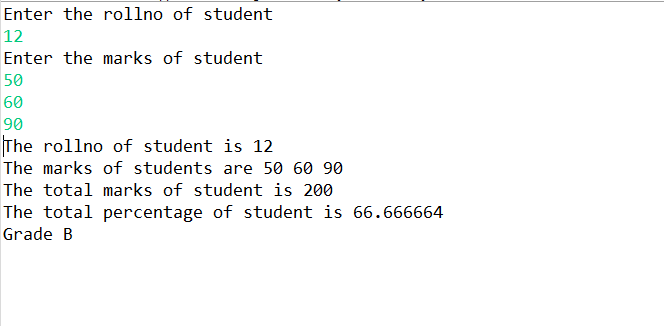 Enter the rollno of student
12
Enter the marks of student
50
60
90
The rollno of student is 12
The marks of students are 50 60 90
The total marks of student is 200
The total percentage of student is 66.666664
Grade B